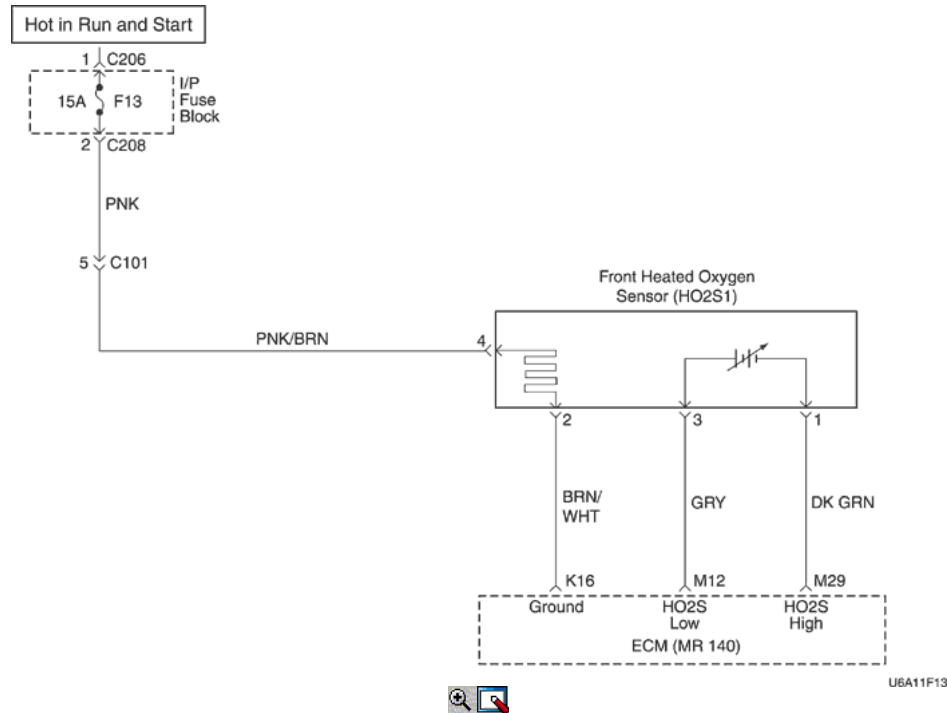 Hot in Run and Start
1 C206
15A F13
I/P
Fuse
Block
2 C208
PNK
5 C101
Front Heated Oxygen
Sensor (HO2S1)
PNK/BRN
4
2
3
1
BRN/
WHT
GRY
DK GRN
K16
M12
M29
Ground
HO2S
Low
HO2S
High
ECM (MR 140)
U6A11F13